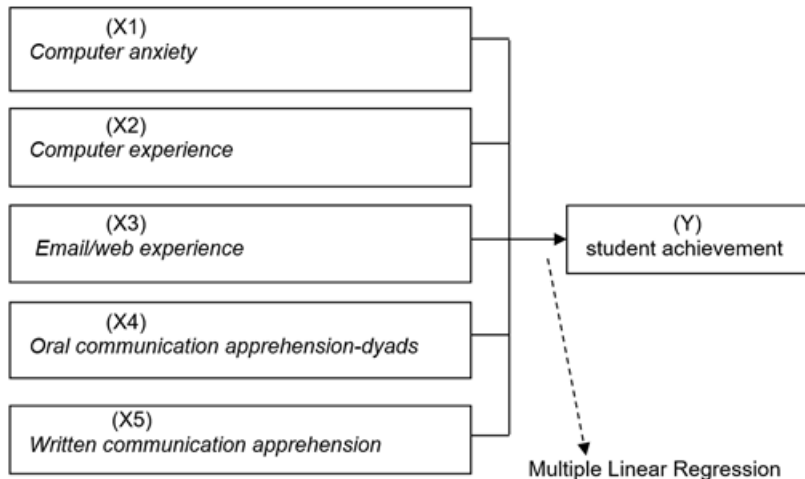 (X1)
Computer anxiety
(X2)
Computer experience
(X3)
Email/web experience
(X4)
Oral communication apprehension-dyads
(X5)
Written communication apprehension
(Y)
student achievement
Multiple Linear Regression